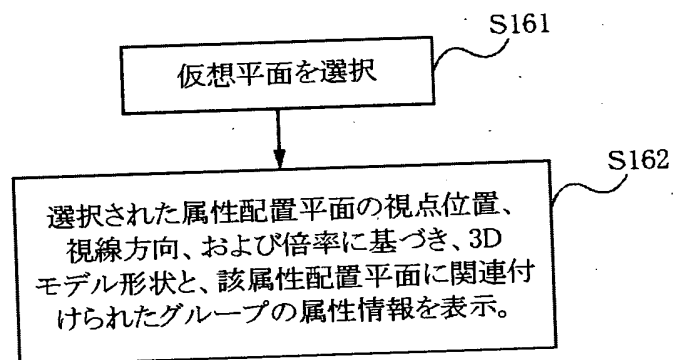 S161
仮想平面を選択
S162
選択された属性配置平面の視点位置、
視線方向、および倍率に基づき、3D
モデル形状と、該属性配置平面に関連付
けられたグループの属性情報を表示。